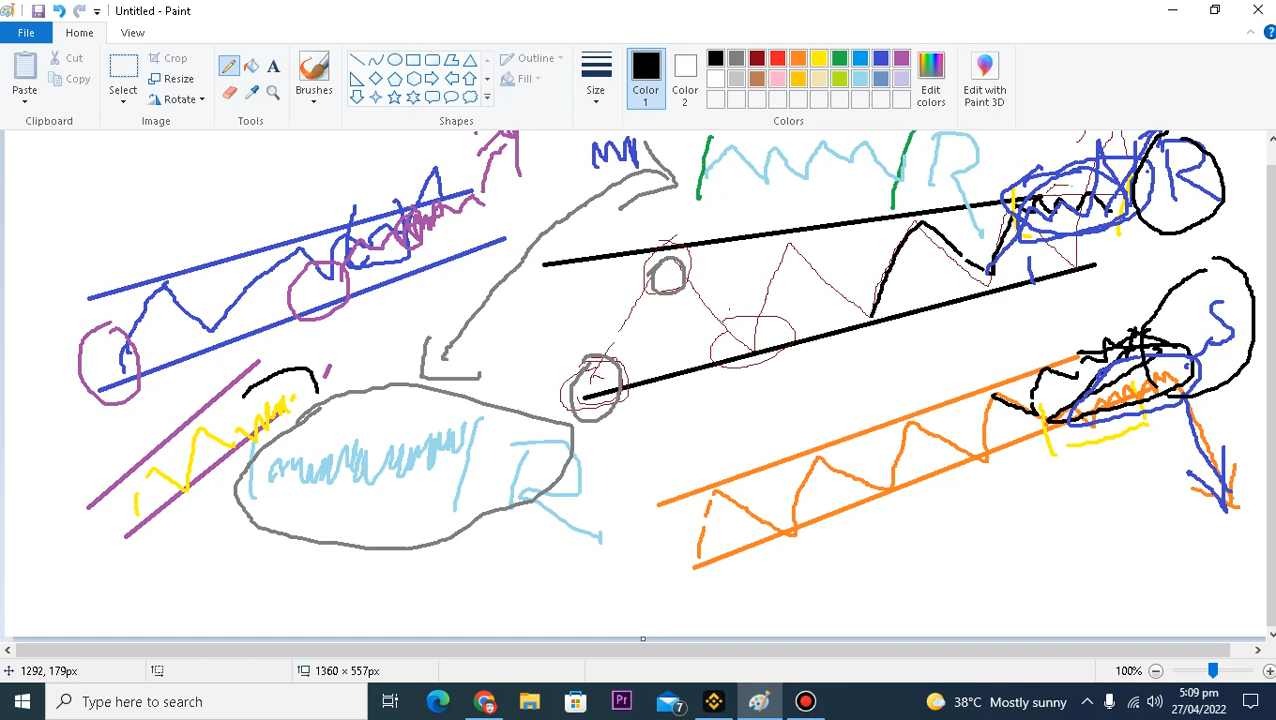 Untitled - Paint
File Home View
Cut
Copy
Paste
Clipboard
Select
Crop
Resize
Rotate
Image
A
Tools
Brushes
Outline
Fill
Shapes
Size
Color 1
Color 2
Colors
Edit colors
Edit with Paint 3D
?
R R
S
R
1292, 179px
1360 × 557px
100%
Type here to search
Pr
7
38°C Mostly sunny
5:09 pm
27/04/2022